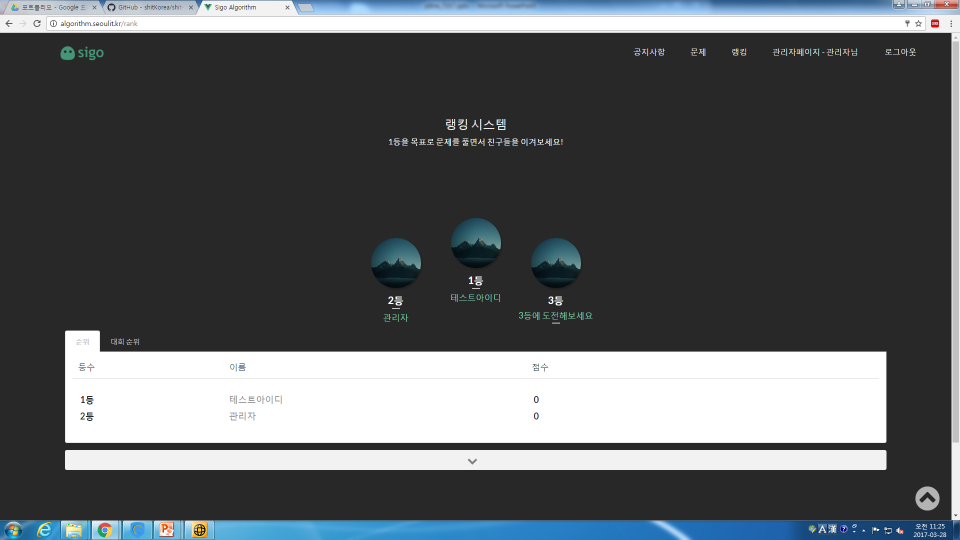 포트폴리오 - Google 드
GitHub - shitKorea/shit
Sigo Algorithm
algorithm.seoulit.kr/rank
sigo
공지사항 문제 랭킹 관리자페이지 - 관리자님 로그아웃
랭킹 시스템
1등을 목표로 문제를 풀면서 친구들을 이겨보세요!
1등
테스트아이디
2등
관리자
3등
3등에 도전해보세요
순위 대회 순위
등수 이름 점수
1등 테스트아이디 0
2등 관리자 0
A 漢
오전 11:25
2017-03-28